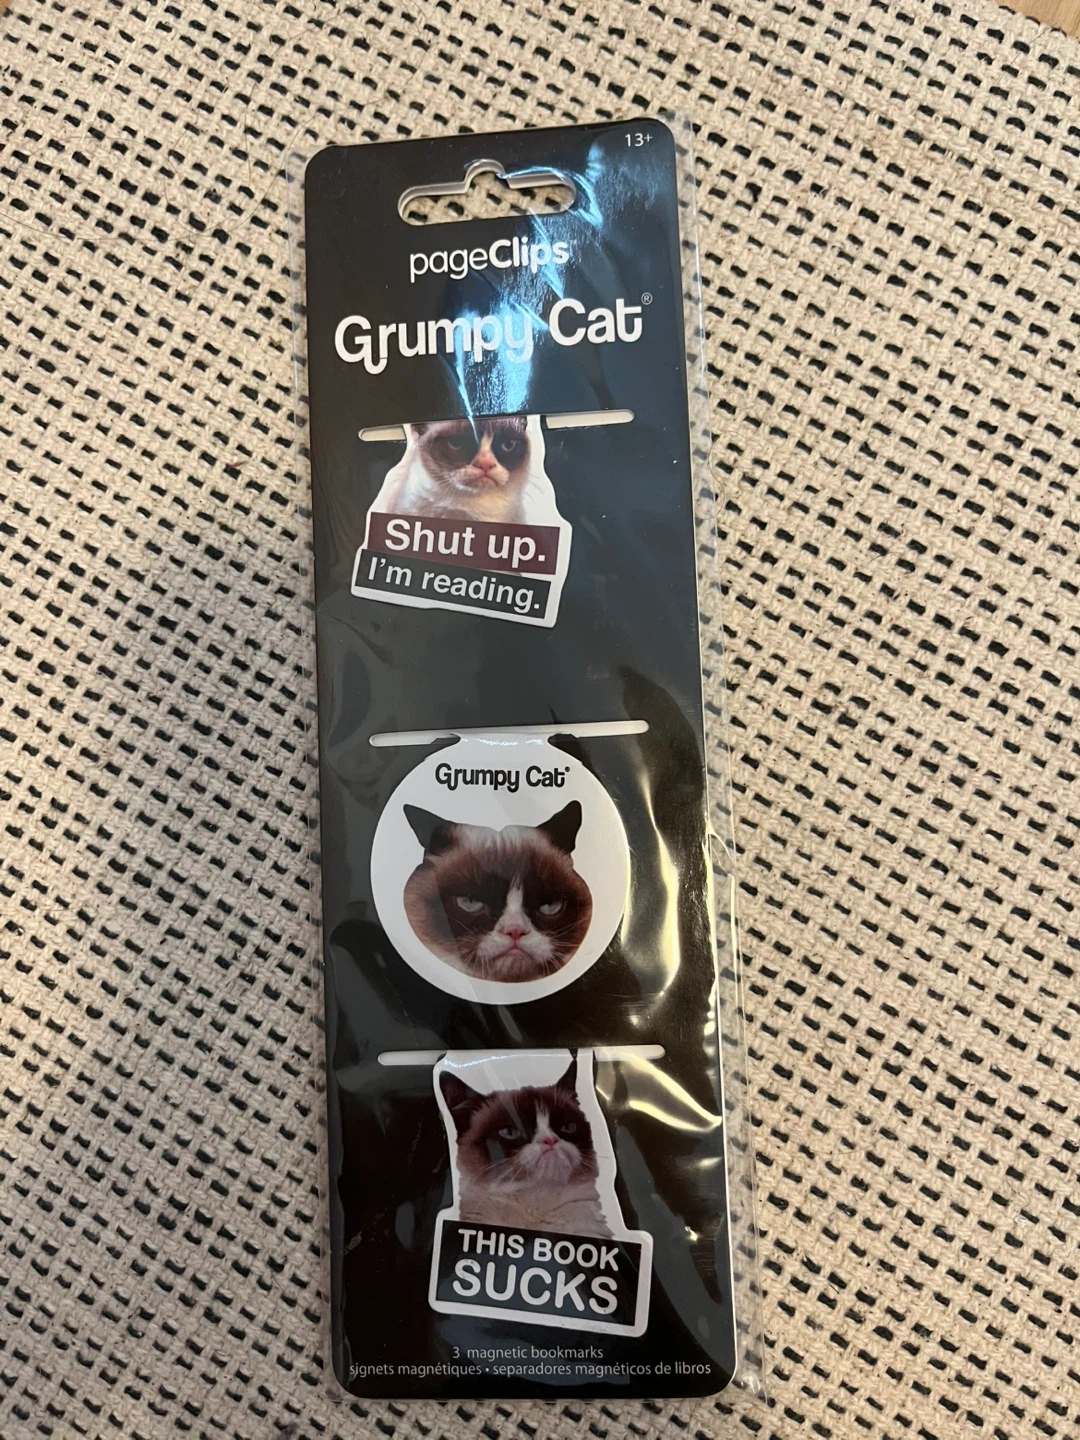 13+
pageClips
Grumpy Cat®
Shut up.
I'm reading.
Grumpy Cat®
THIS BOOK
SUCKS
3 magnetic bookmarks
signets magnétiques • separadores magnéticos de libros